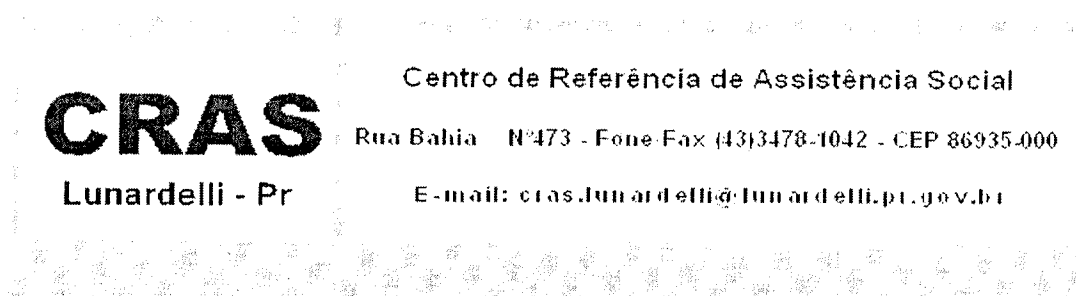 CRAS
Lunardelli - Pr
Centro de Referência de Assistência Social
Rua Bahia Nº473 - Fone-Fax (43)3478-1042 - CEP 86935-000
E-mail: cras.lunardelli@lunardelli.pr.gov.br